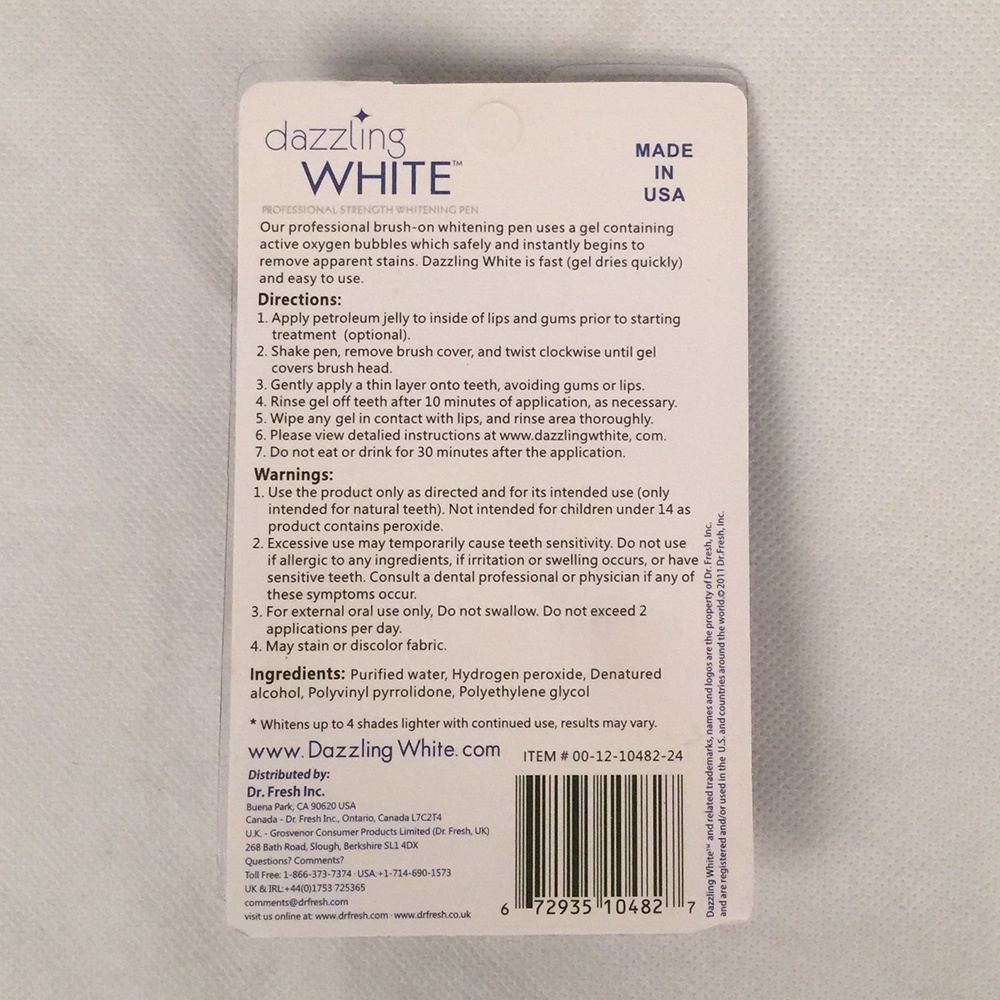 dazzling
WHITE™
PROFESSIONAL STRENGTH WHITENING PEN
MADE
IN
USA
Our professional brush-on whitening pen uses a gel containing
active oxygen bubbles which safely and instantly begins to
remove apparent stains. Dazzling White is fast (gel dries quickly)
and easy to use.
Directions:
1. Apply petroleum jelly to inside of lips and gums prior to starting
treatment (optional).
2. Shake pen, remove brush cover, and twist clockwise until gel
covers brush head.
3. Gently apply a thin layer onto teeth, avoiding gums or lips.
4. Rinse gel off teeth after 10 minutes of application, as necessary.
5. Wipe any gel in contact with lips, and rinse area thoroughly.
6. Please view detalied instructions at www.dazzlingwthite, com.
7. Do not eat or drink for 30 minutes after the application.
Warnings:
1. Use the product only as directed and for its intended use (only
intended for natural teeth). Not intended for children under 14 as
product contains peroxide.
2. Excessive use may temporarily cause teeth sensitivity. Do not use
if allergic to any ingredients, if irritation or swelling occurs, or have
sensitive teeth. Consult a dental professional or physician if any of
these symptoms occur.
3. For external oral use only, Do not swallow. Do not exceed 2
applications per day.
4. May stain or discolor fabric.
Ingredients: Purified water, Hydrogen peroxide, Denatured
alcohol, Polyvinyl pyrrolidone, Polyethylene glycol
* Whitens up to 4 shades lighter with continued use, results may vary.
www. Dazzling White. com
ITEM # 00-12-10482-24
Distributed by:
Dr. Fresh Inc.
Buena Park, CA 90620 USA
Canada - Dr. Fresh Inc., Ontario, Canada L7C2T4
U.K. - Grosvenor Consumer Products Limited (Dr. Fresh, UK)
268 Bath Road, Slough, Berkshire SL1 4DX
Questions? Comments?
Toll Free: 1-866-373-7374 · USA:+1-714-690-1573
UK & IRL:+44(0)1753 725365
comments@drfresh.com
visit us online at: www.drfresh.com · www.drfresh.co.uk
6 72935 10482 7
Dazzling White™ and related trademarks, names and logos are the property of Dr. Fresh, Inc.
and are registered and/or used in the U.S. and countries around the world.©2011 Dr.Fresh, Inc.